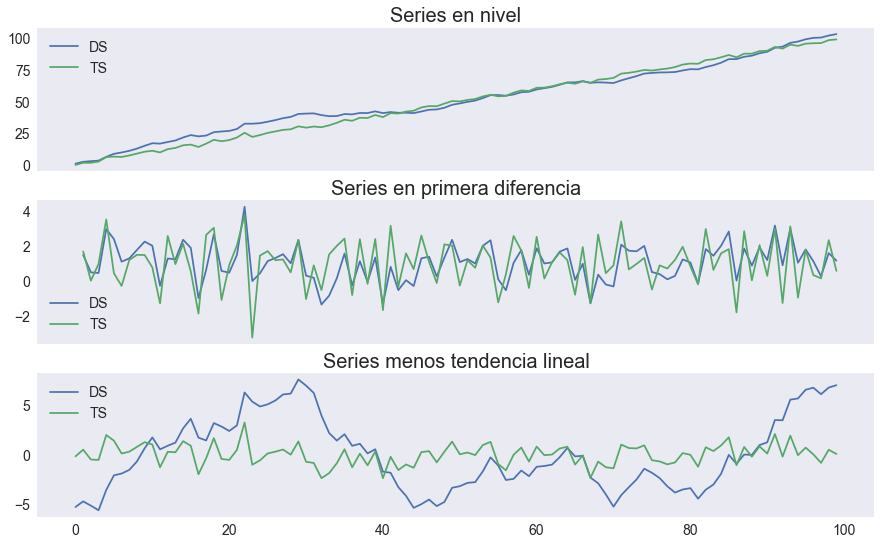 Series en nivel
100
75
50
25
0
DS
TS
Series en primera diferencia
4
2
0
−2
DS
TS
Series menos tendencia lineal
5
0
−5
DS
TS
0 20 40 60 80 100